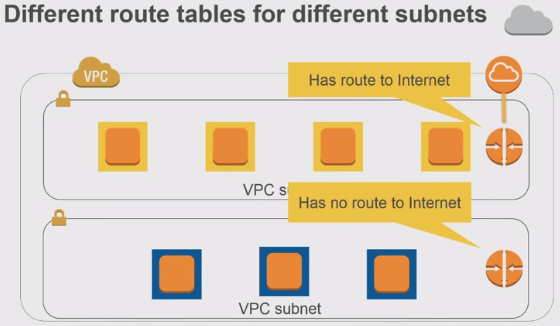 Different route tables for different subnets
VPC
Has route to Internet
VPC su
Has no route to Internet
VPC subnet